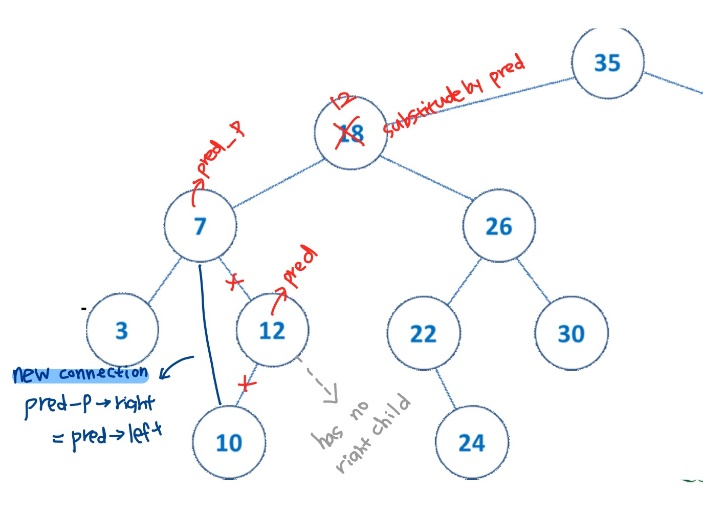 35
12
18
substitude by pred
pred_P
7
26
pred
3
12
22
30
new connection
pred-P→right
= pred→left
has no
right child
10
24